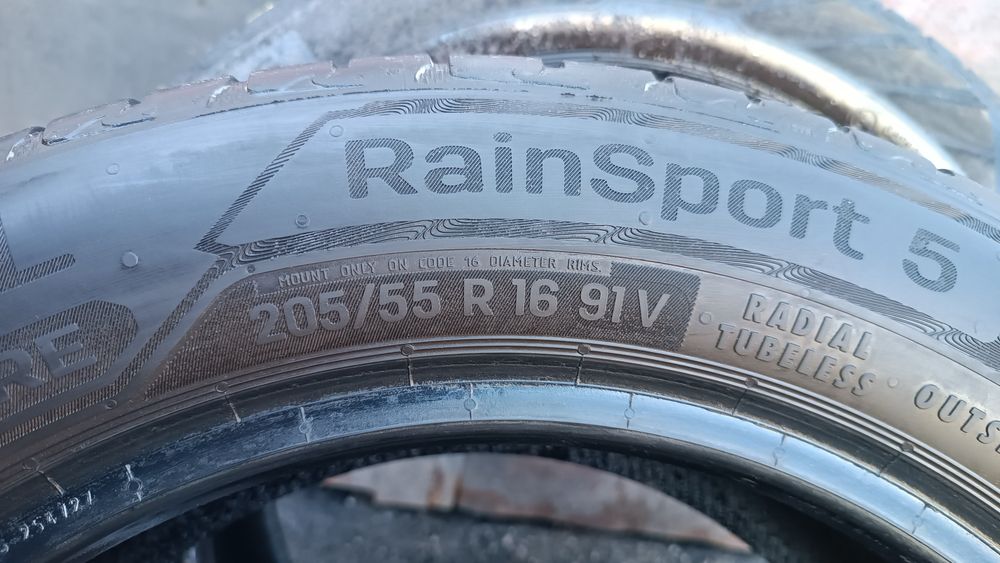 RainSport 5
MOUNT ONLY ON CODE 16 DIAMETER RIMS.
205/55 R 16 91V
RADIAL
TUBELESS